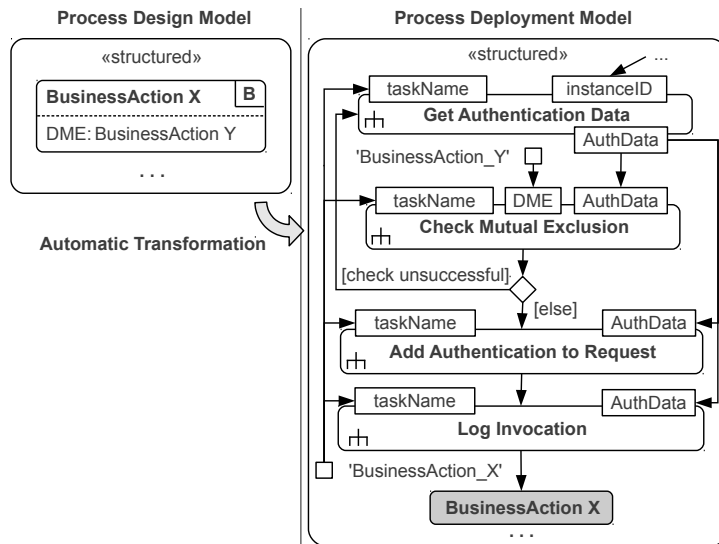 Process Design Model
«structured»
BusinessAction X
B
DME: BusinessAction Y
. . .
Automatic Transformation
Process Deployment Model
«structured»
...
taskName
instanceID
Get Authentication Data
AuthData
'BusinessAction_Y'
taskName
DME
AuthData
Check Mutual Exclusion
[check unsuccessful]
[else]
taskName
AuthData
Add Authentication to Request
taskName
AuthData
Log Invocation
'BusinessAction_X'
BusinessAction X
. . .